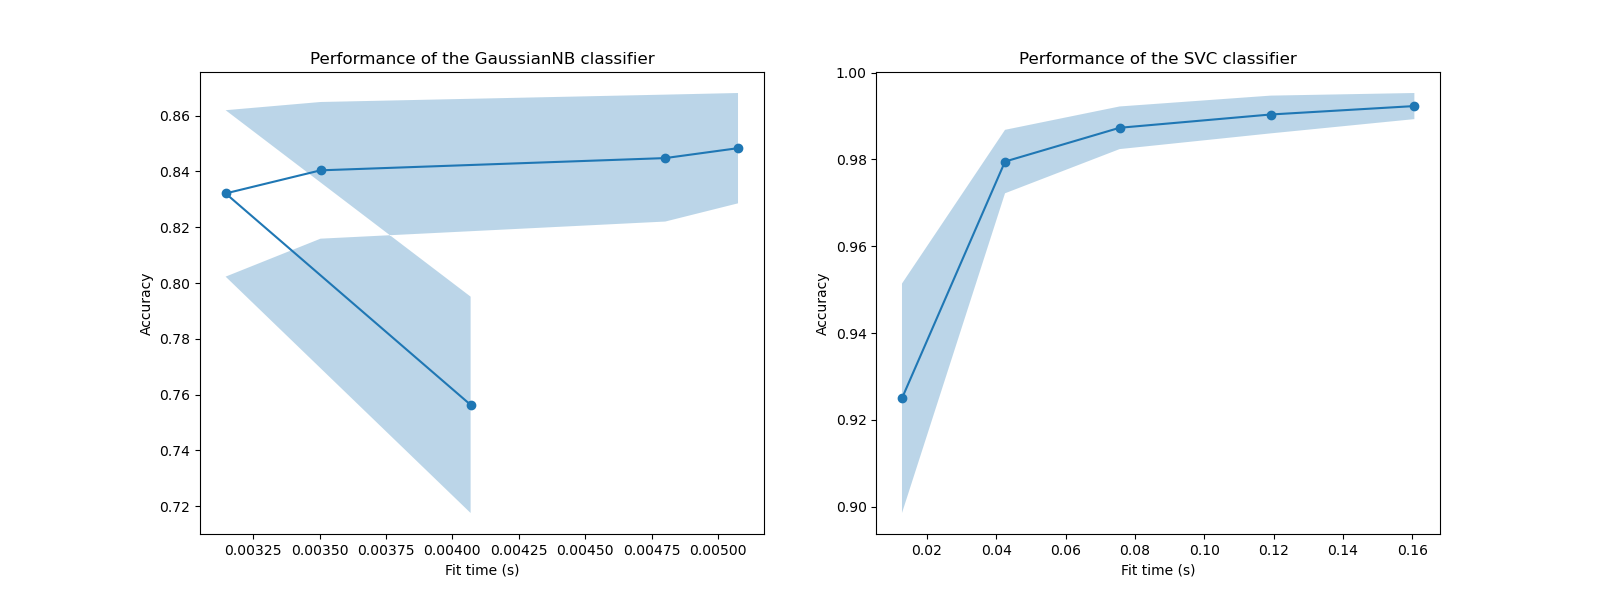 Performance of the GaussianNB classifier
Accuracy
0.86
0.84
0.82
0.80
0.78
0.76
0.74
0.72
0.00325 0.00350 0.00375 0.00400 0.00425 0.00450 0.00475 0.00500
Fit time (s)
Performance of the SVC classifier
Accuracy
1.00
0.98
0.96
0.94
0.92
0.90
0.02 0.04 0.06 0.08 0.10 0.12 0.14 0.16
Fit time (s)